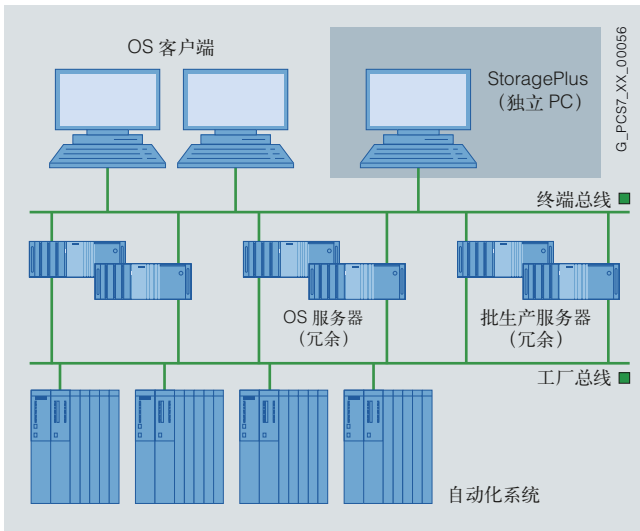 OS 客户端
StoragePlus
（独立 PC）
G_PCS7_XX_00056
终端总线
OS 服务器
（冗余）
批生产服务器
（冗余）
工厂总线
自动化系统